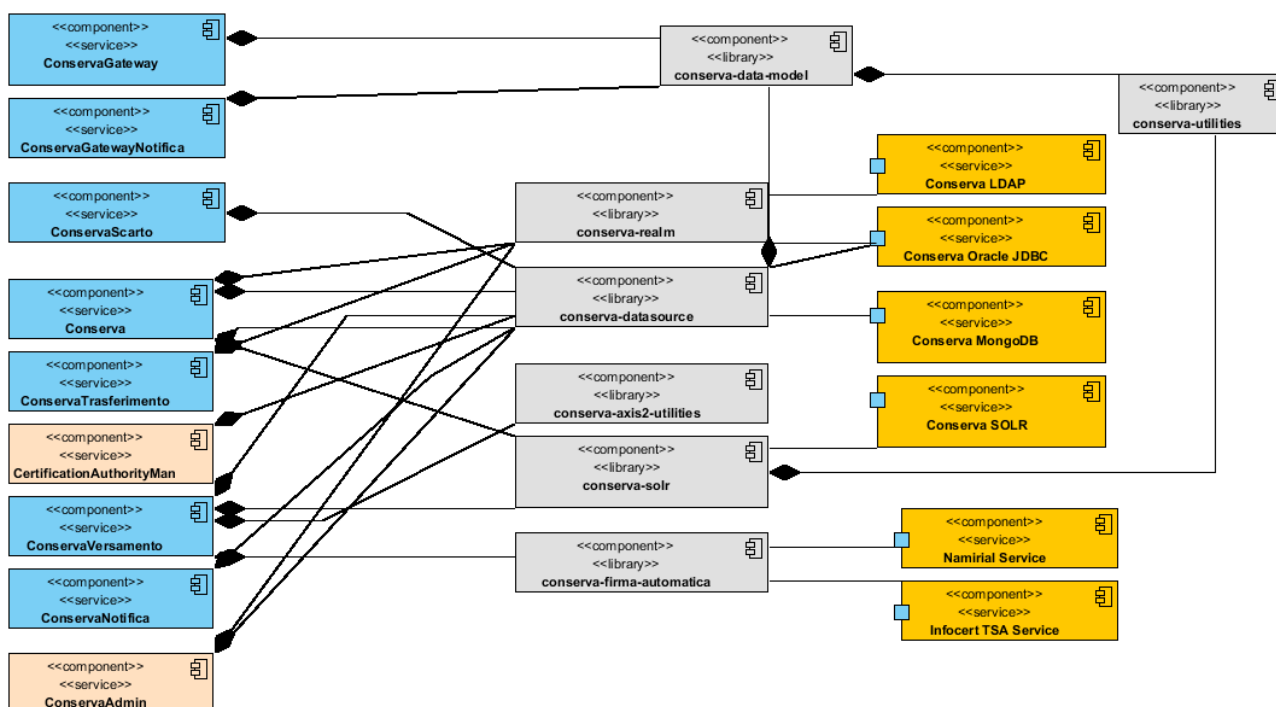 <<component>>
<<service>>
ConservaGateway
<<component>>
<<service>>
ConservaGatewayNotifica
<<component>>
<<service>>
ConservaScarto
<<component>>
<<service>>
Conserva
<<component>>
<<service>>
ConservaTrasferimento
<<component>>
<<service>>
CertificationAuthorityMan
<<component>>
<<service>>
ConservaVersamento
<<component>>
<<service>>
ConservaNotifica
<<component>>
<<service>>
ConservaAdmin
<<component>>
<<library>>
conserva-data-model
<<component>>
<<library>>
conserva-realm
<<component>>
<<library>>
conserva-datasource
<<component>>
<<library>>
conserva-axis2-utilities
<<component>>
<<library>>
conserva-solr
<<component>>
<<library>>
conserva-firma-automatica
<<component>>
<<library>>
conserva-utilities
<<component>>
<<service>>
Conserva LDAP
<<component>>
<<service>>
Conserva Oracle JDBC
<<component>>
<<service>>
Conserva MongoDB
<<component>>
<<service>>
Conserva SOLR
<<component>>
<<service>>
Namirial Service
<<component>>
<<service>>
Infocert TSA Service